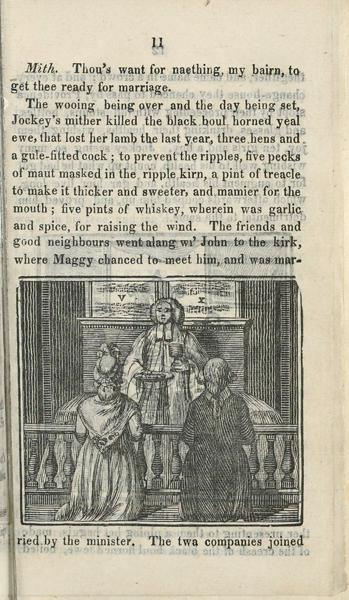 11
Mith. Thou's want for naething, my bairn, to
get thee ready for marriage.
The wooing being over and the day being set,
Jockey's mither killed the black boul horned yeal
ewe, that lost her lamb the last year, three hens and
a gule-fitted cock; to prevent the ripples, five pecks
of maut masked in the ripple kirn, a pint of treacle
to make it thicker and sweeter, and mamier for the
mouth; five pints of whiskey, wherein was garlic
and spice, for raising the wind. The friends and
good neighbours went alang wi' John to the kirk,
where Maggy chanced to meet him, and was mar-
V X
ried by the minister. The twa companies joined